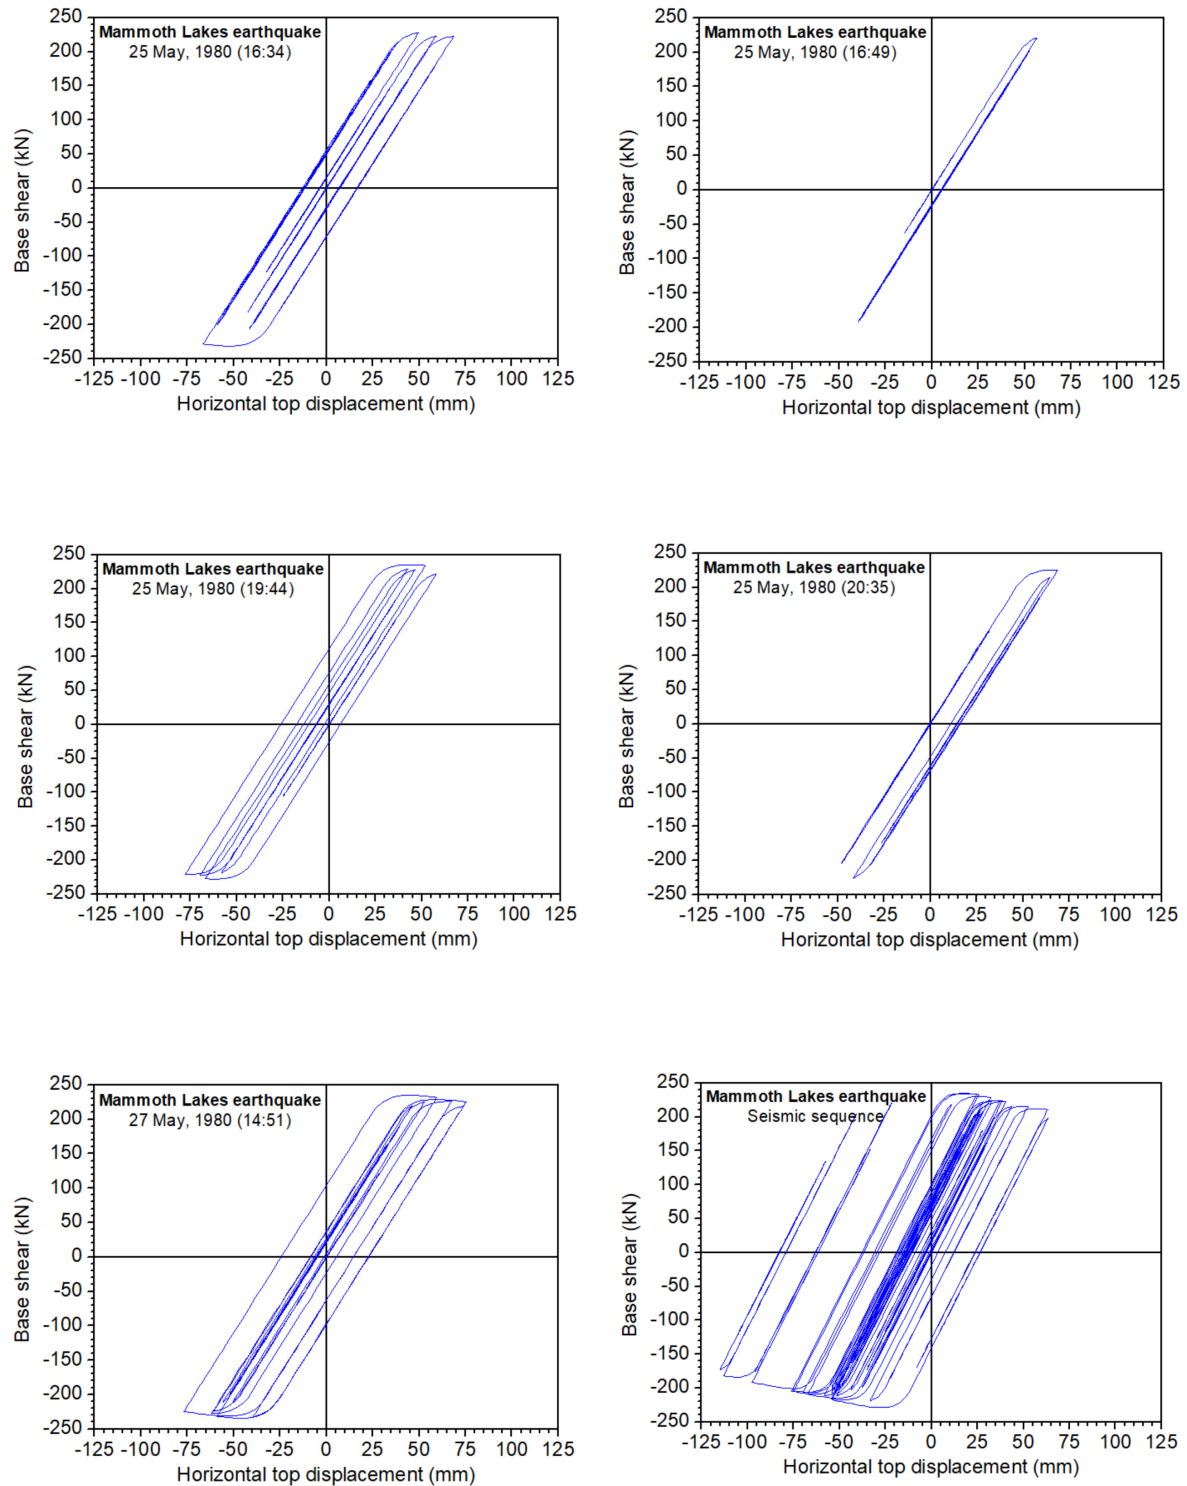 Mammoth Lakes earthquake
25 May, 1980 (16:34)
250
200
150
100
50
0
-50
-100
-150
-200
-250
-125 -100 -75 -50 -25 0 25 50 75 100 125
Base shear (kN)
Horizontal top displacement (mm)
Mammoth Lakes earthquake
25 May, 1980 (16:49)
250
200
150
100
50
0
-50
-100
-150
-200
-250
-125 -100 -75 -50 -25 0 25 50 75 100 125
Base shear (kN)
Horizontal top displacement (mm)
Mammoth Lakes earthquake
25 May, 1980 (19:44)
250
200
150
100
50
0
-50
-100
-150
-200
-250
-125 -100 -75 -50 -25 0 25 50 75 100 125
Base shear (kN)
Horizontal top displacement (mm)
Mammoth Lakes earthquake
25 May, 1980 (20:35)
250
200
150
100
50
0
-50
-100
-150
-200
-250
-125 -100 -75 -50 -25 0 25 50 75 100 125
Base shear (kN)
Horizontal top displacement (mm)
Mammoth Lakes earthquake
27 May, 1980 (14:51)
250
200
150
100
50
0
-50
-100
-150
-200
-250
-125 -100 -75 -50 -25 0 25 50 75 100 125
Base shear (kN)
Horizontal top displacement (mm)
Mammoth Lakes earthquake
Seismic sequence
250
200
150
100
50
0
-50
-100
-150
-200
-250
-125 -100 -75 -50 -25 0 25 50 75 100 125
Base shear (kN)
Horizontal top displacement (mm)